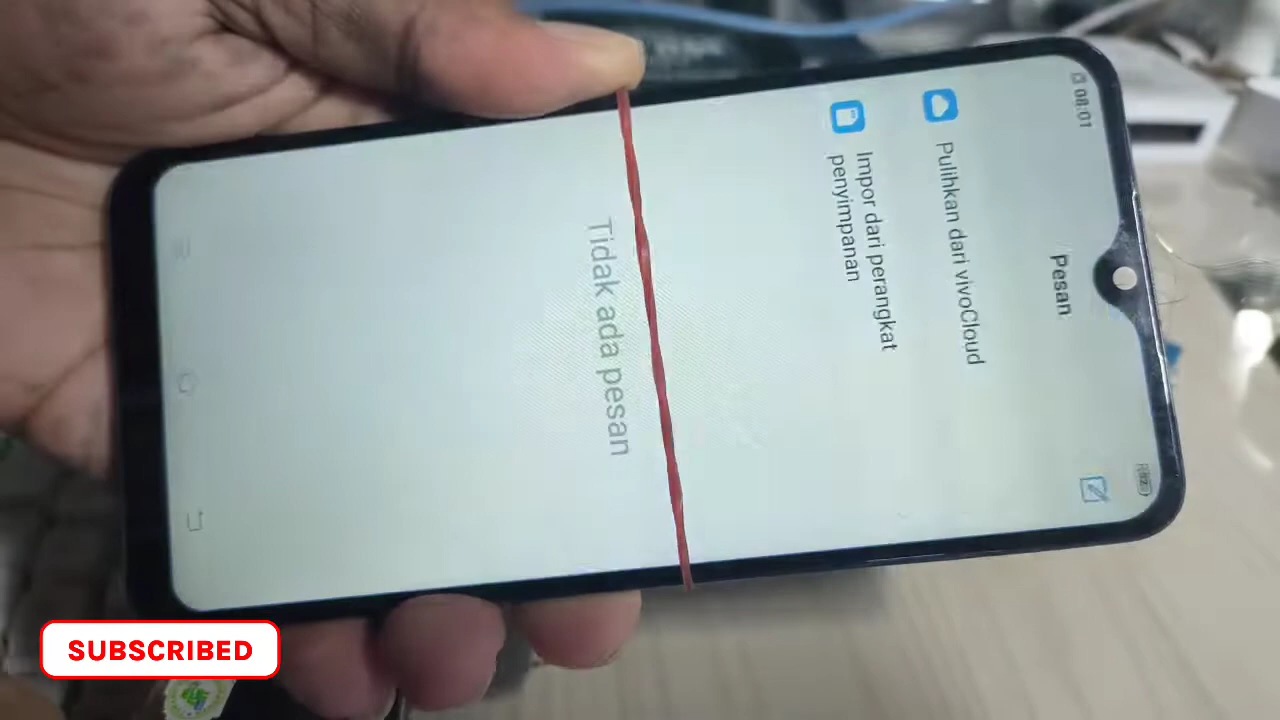 08:01
Pesan
Pulihkan dari vivoCloud
Impor dari perangkat
penyimpanan
Tidak ada pesan
SUBSCRIBED